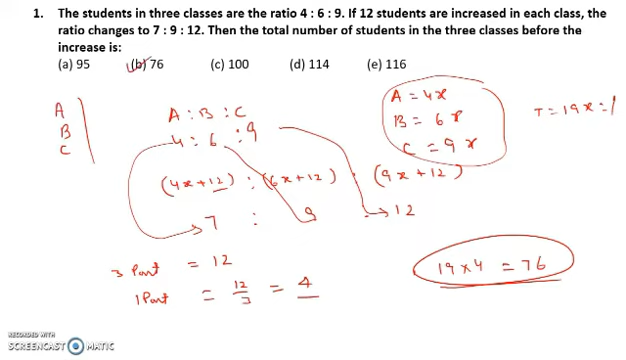 1. The students in three classes are the ratio 4 : 6 : 9. If 12 students are increased in each class, the
ratio changes to 7 : 9 : 12. Then the total number of students in the three classes before the
increase is:
(a) 95 (b) 76 (c) 100 (d) 114 (e) 116
A
B
C
A : B : C
4 : 6 : 9
(4x+12) : (6x+12) : (9x+12)
7 : 9 12
3 Part = 12
1 Part = 12/3 = 4
A = 4x
B = 6x
C = 9x
T = 19x =
19 x 4 = 76
RECORDED WITH
SCREENCAST MATIC